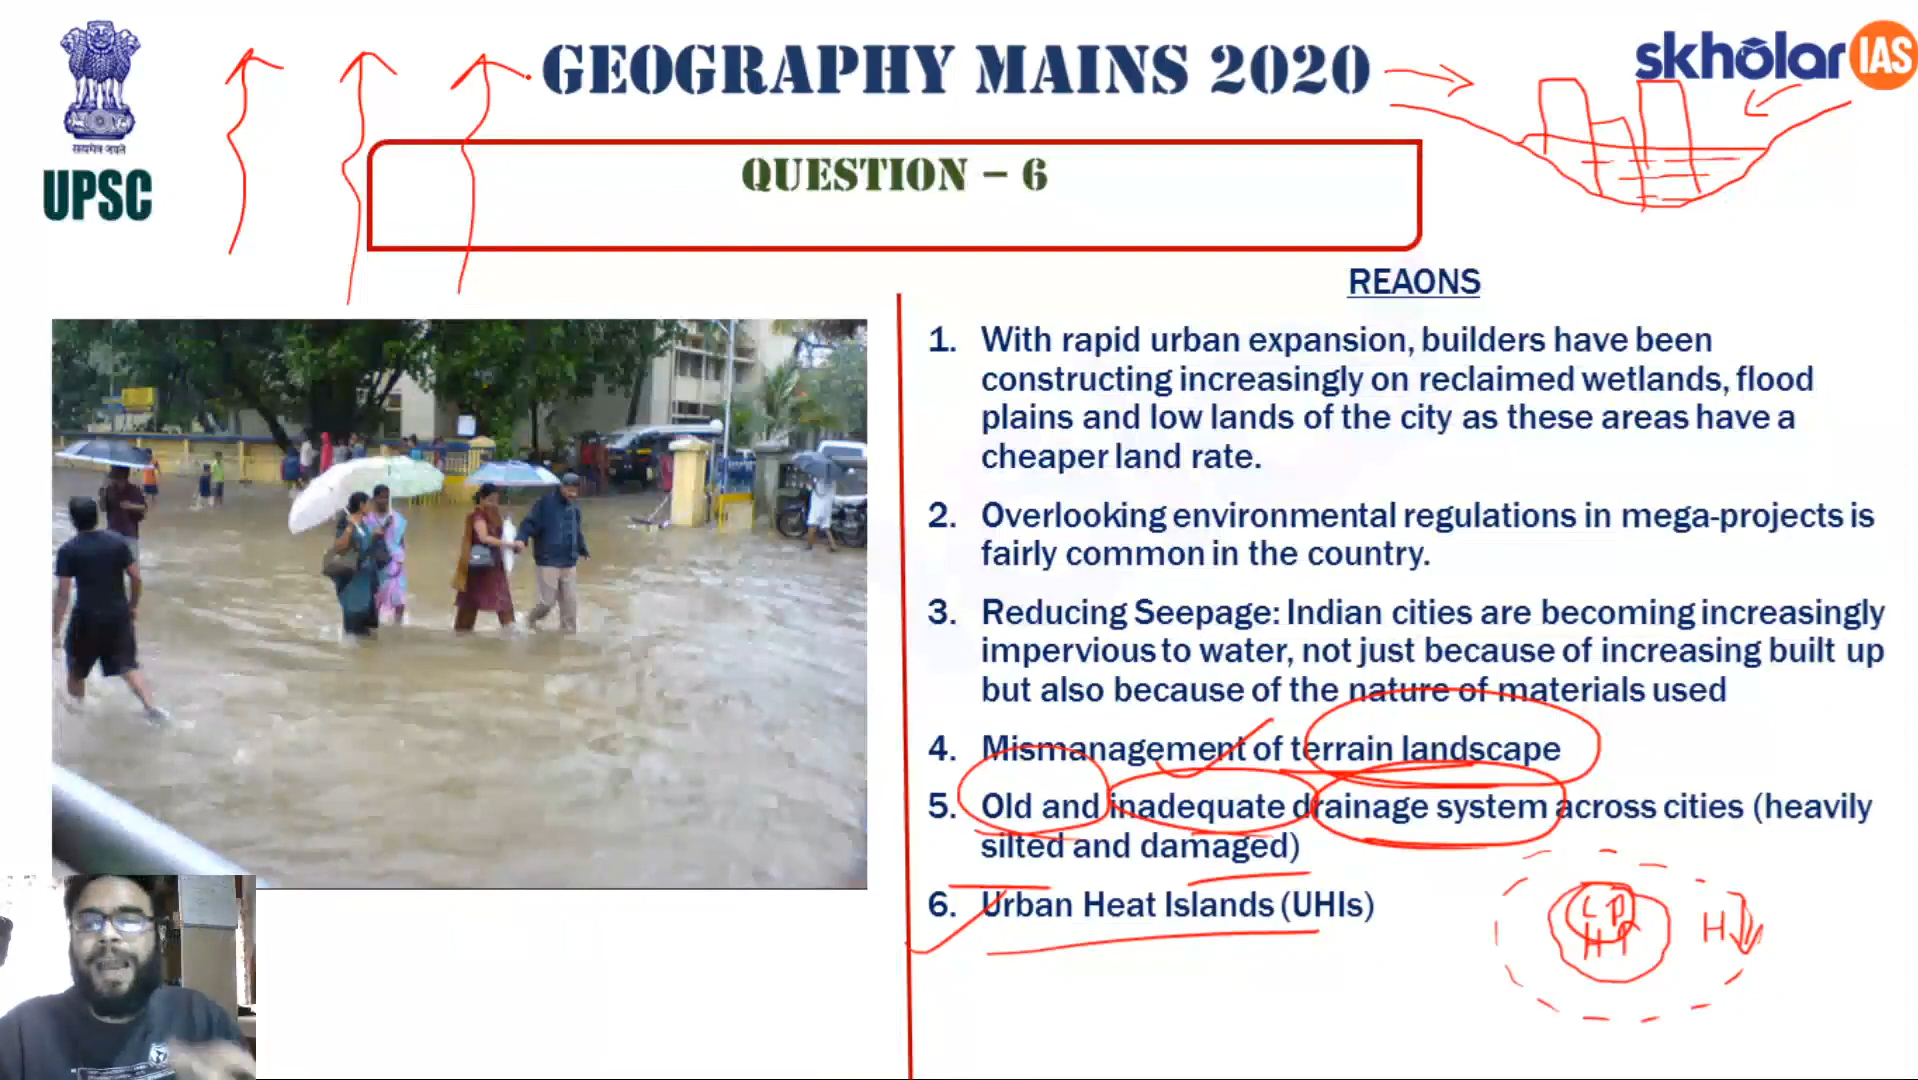 GEOGRAPHY MAINS 2020
skholar IAS
सत्यमेव जयते
UPSC
QUESTION – 6
REAONS
1. With rapid urban expansion, builders have been
constructing increasingly on reclaimed wetlands, flood
plains and low lands of the city as these areas have a
cheaper land rate.
2. Overlooking environmental regulations in mega-projects is
fairly common in the country.
3. Reducing Seepage: Indian cities are becoming increasingly
impervious to water, not just because of increasing built up
but also because of the nature of materials used
4. Mismanagement of terrain landscape
5. Old and inadequate drainage system across cities (heavily
silted and damaged)
6. Urban Heat Islands (UHIs)
L P
H P
H